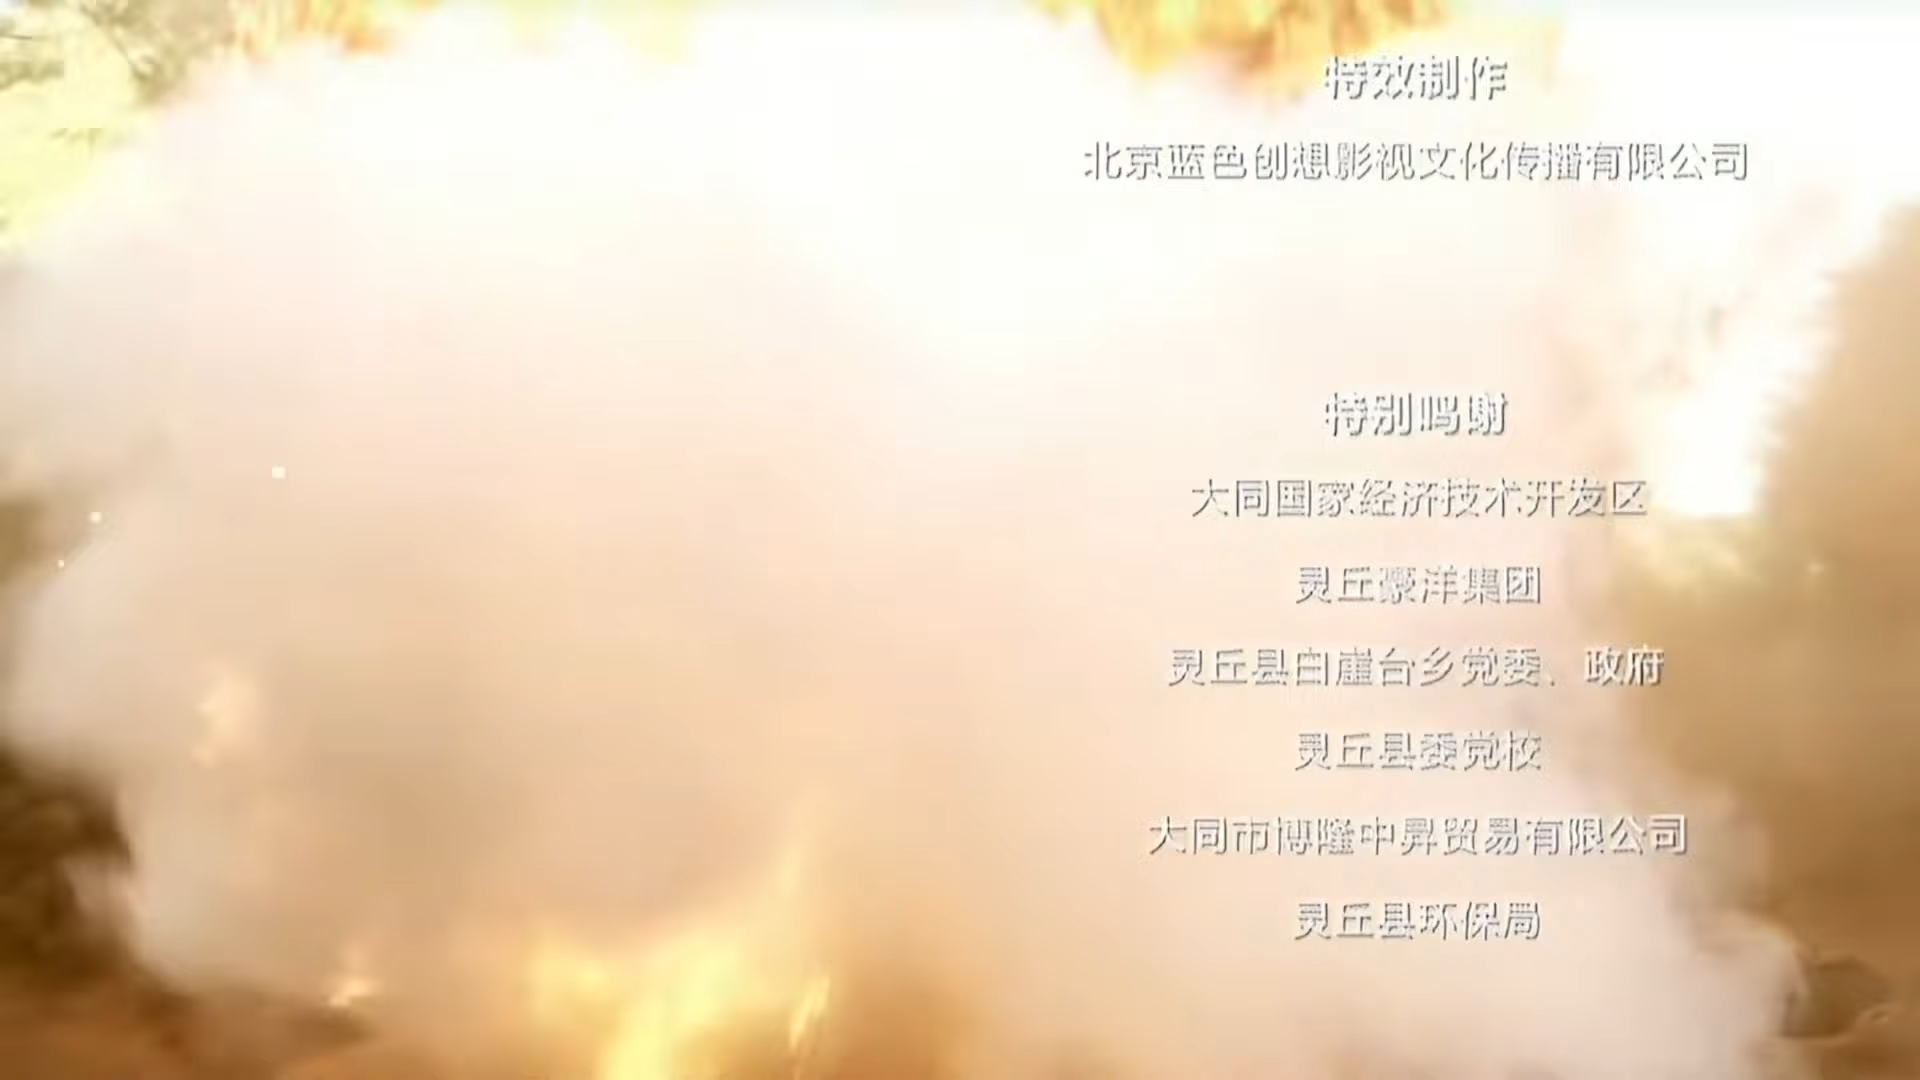 特效制作
北京蓝色创想影视文化传播有限公司
特别鸣谢
大同国家经济技术开发区
灵丘豪洋集团
灵丘县白崖台乡党委、政府
灵丘县委党校
大同市博隆中昇贸易有限公司
灵丘县环保局